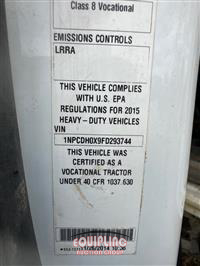 Class 8 Vocational
EMISSIONS CONTROLS
LRRA
THIS VEHICLE COMPLIES
WITH U.S. EPA
REGULATIONS FOR 2015
HEAVY-DUTY VEHICLES
VIN
1NPCDH0X9FD293744
THIS VEHICLE WAS
CERTIFIED AS A
VOCATIONAL TRACTOR
UNDER 40 CFR 1037.630
EQUIPLINC